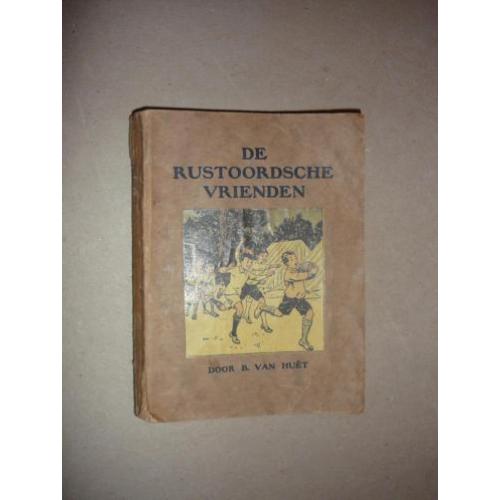 DE
RUSTOORDSCHE
VRIENDEN
DOOR B. VAN HUËT